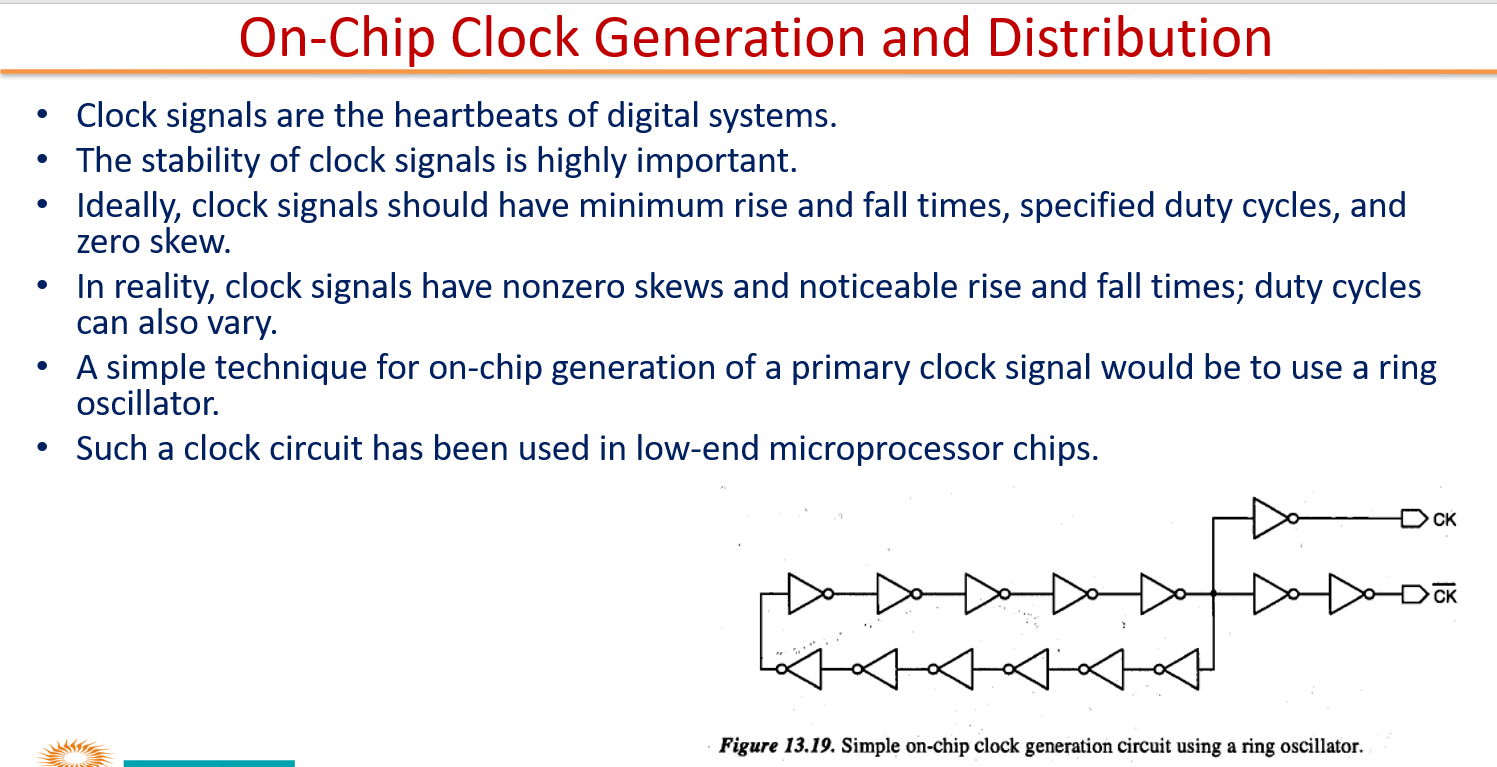 On-Chip Clock Generation and Distribution
• Clock signals are the heartbeats of digital systems.
• The stability of clock signals is highly important.
• Ideally, clock signals should have minimum rise and fall times, specified duty cycles, and
zero skew.
• In reality, clock signals have nonzero skews and noticeable rise and fall times; duty cycles
can also vary.
• A simple technique for on-chip generation of a primary clock signal would be to use a ring
oscillator.
• Such a clock circuit has been used in low-end microprocessor chips.
CK
C̅K̅
Figure 13.19. Simple on-chip clock generation circuit using a ring oscillator.